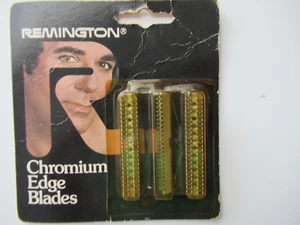 REMINGTON®
Chromium
Edge
Blades